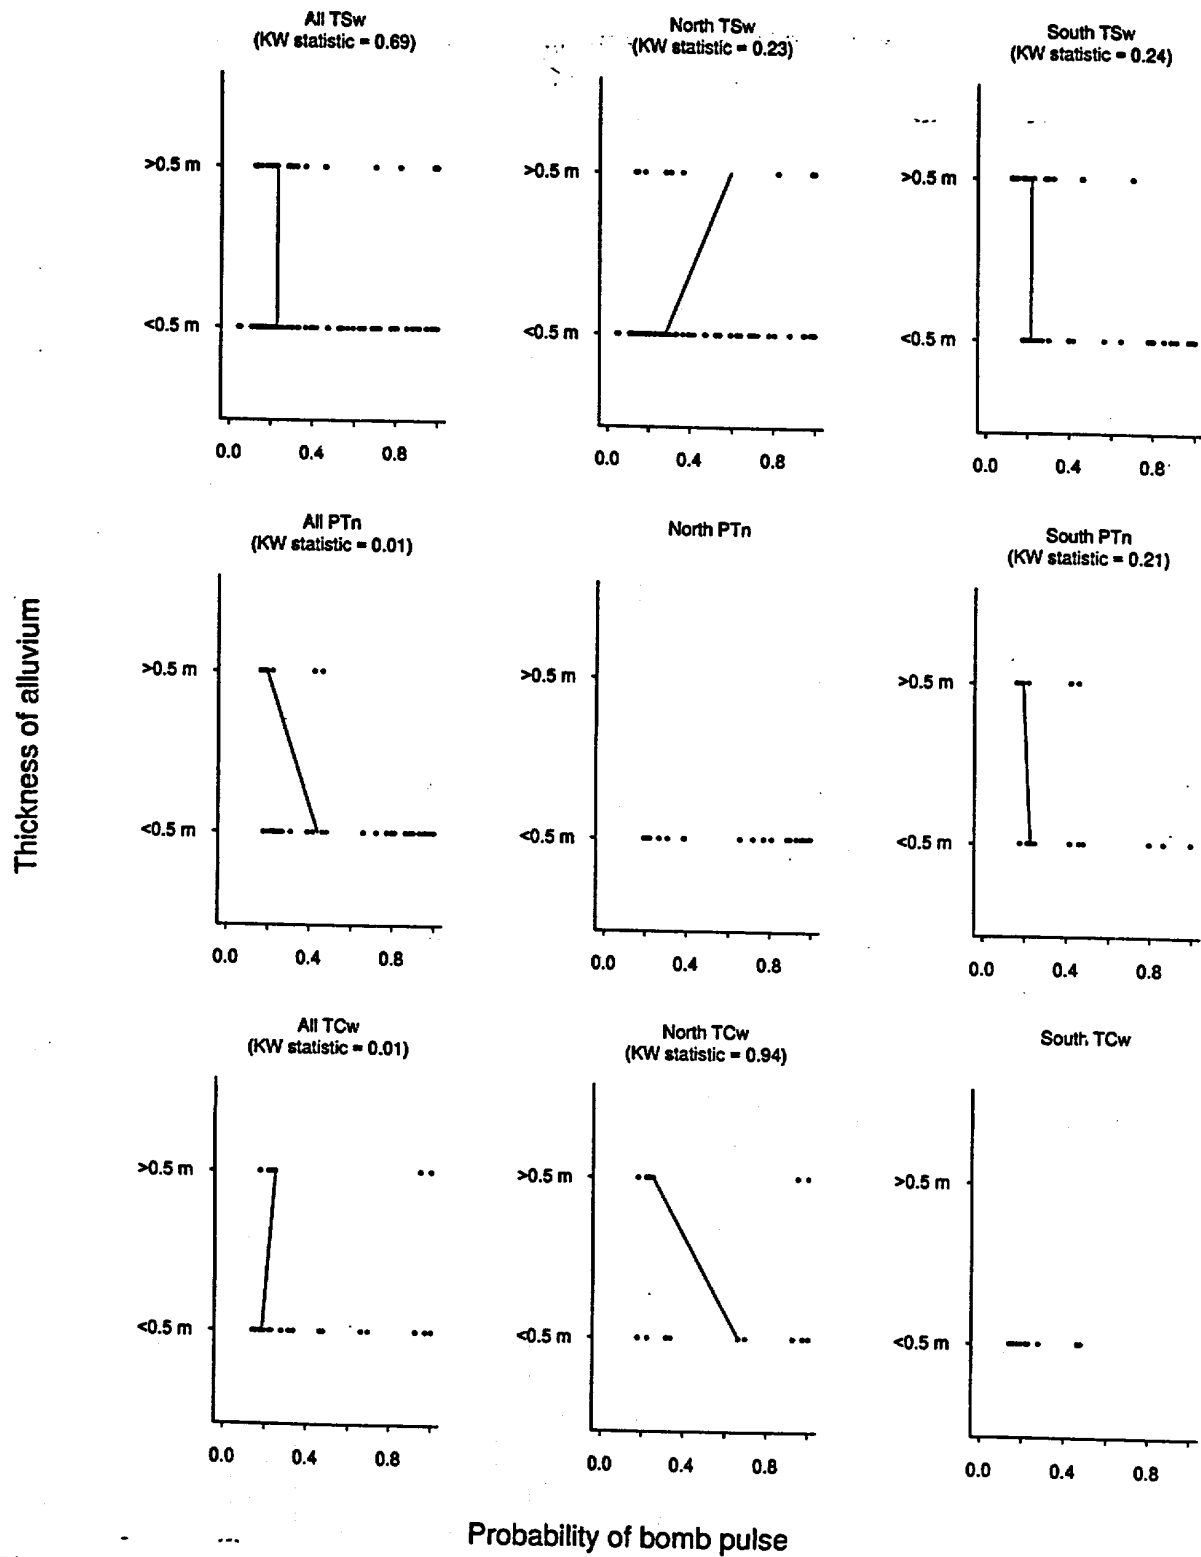 All TSw
(KW statistic = 0.69)
North TSw
(KW statistic = 0.23)
South TSw
(KW statistic = 0.24)
>0.5 m
<0.5 m
0.0 0.4 0.8
>0.5 m
<0.5 m
0.0 0.4 0.8
>0.5 m
<0.5 m
0.0 0.4 0.8
All PTn
(KW statistic = 0.01)
North PTn
South PTn
(KW statistic = 0.21)
>0.5 m
<0.5 m
0.0 0.4 0.8
>0.5 m
<0.5 m
0.0 0.4 0.8
>0.5 m
<0.5 m
0.0 0.4 0.8
Thickness of alluvium
All TCw
(KW statistic = 0.01)
North TCw
(KW statistic = 0.94)
South TCw
>0.5 m
<0.5 m
0.0 0.4 0.8
>0.5 m
<0.5 m
0.0 0.4 0.8
>0.5 m
<0.5 m
0.0 0.4 0.8
Probability of bomb pulse